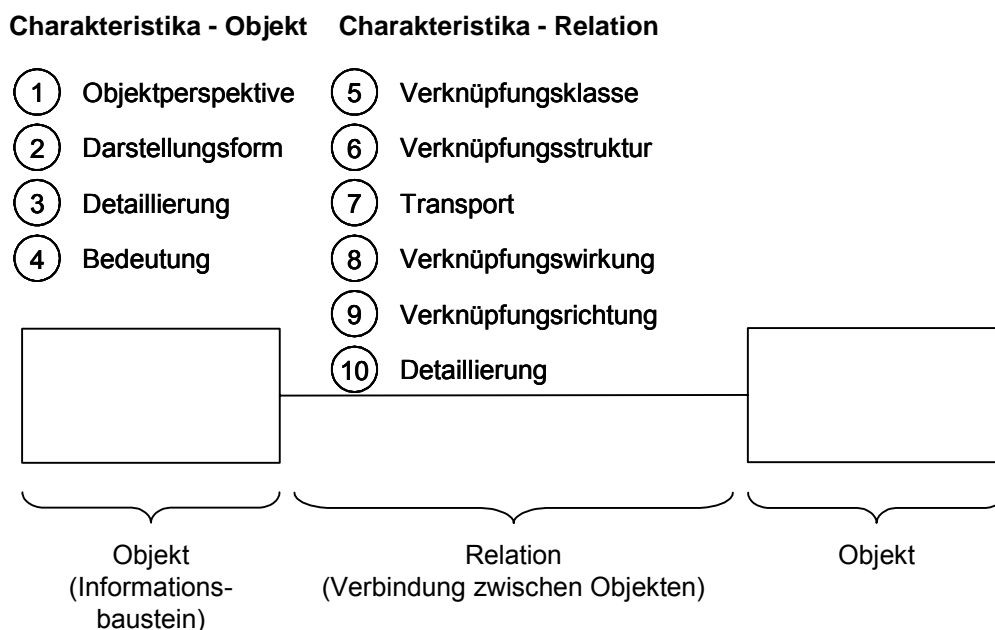 Charakteristika - Objekt
1 Objektperspektive
2 Darstellungsform
3 Detaillierung
4 Bedeutung
Charakteristika - Relation
5 Verknüpfungsklasse
6 Verknüpfungsstruktur
7 Transport
8 Verknüpfungswirkung
9 Verknüpfungsrichtung
10 Detaillierung
Objekt
(Informations-
baustein)
Relation
(Verbindung zwischen Objekten)
Objekt